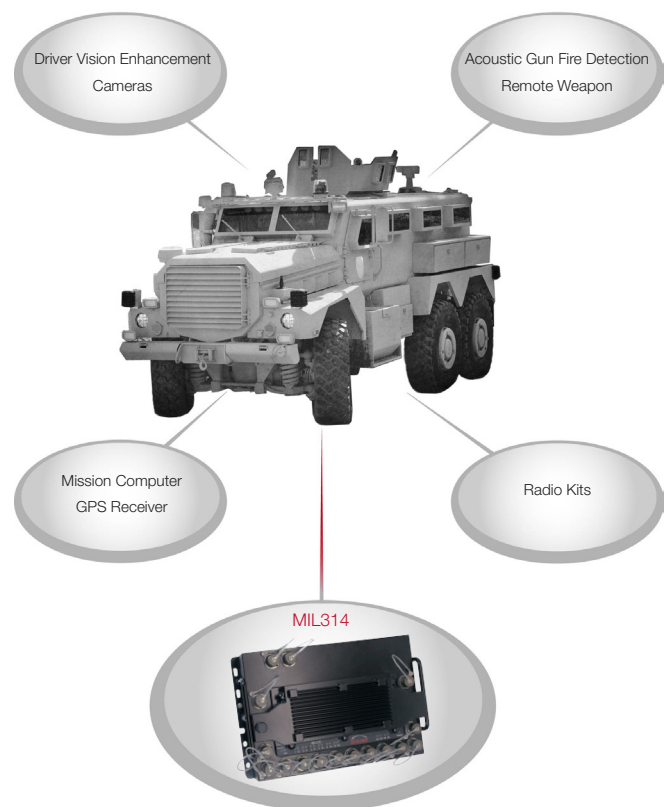 Driver Vision Enhancement
Cameras
Acoustic Gun Fire Detection
Remote Weapon
Mission Computer
GPS Receiver
Radio Kits
MIL314